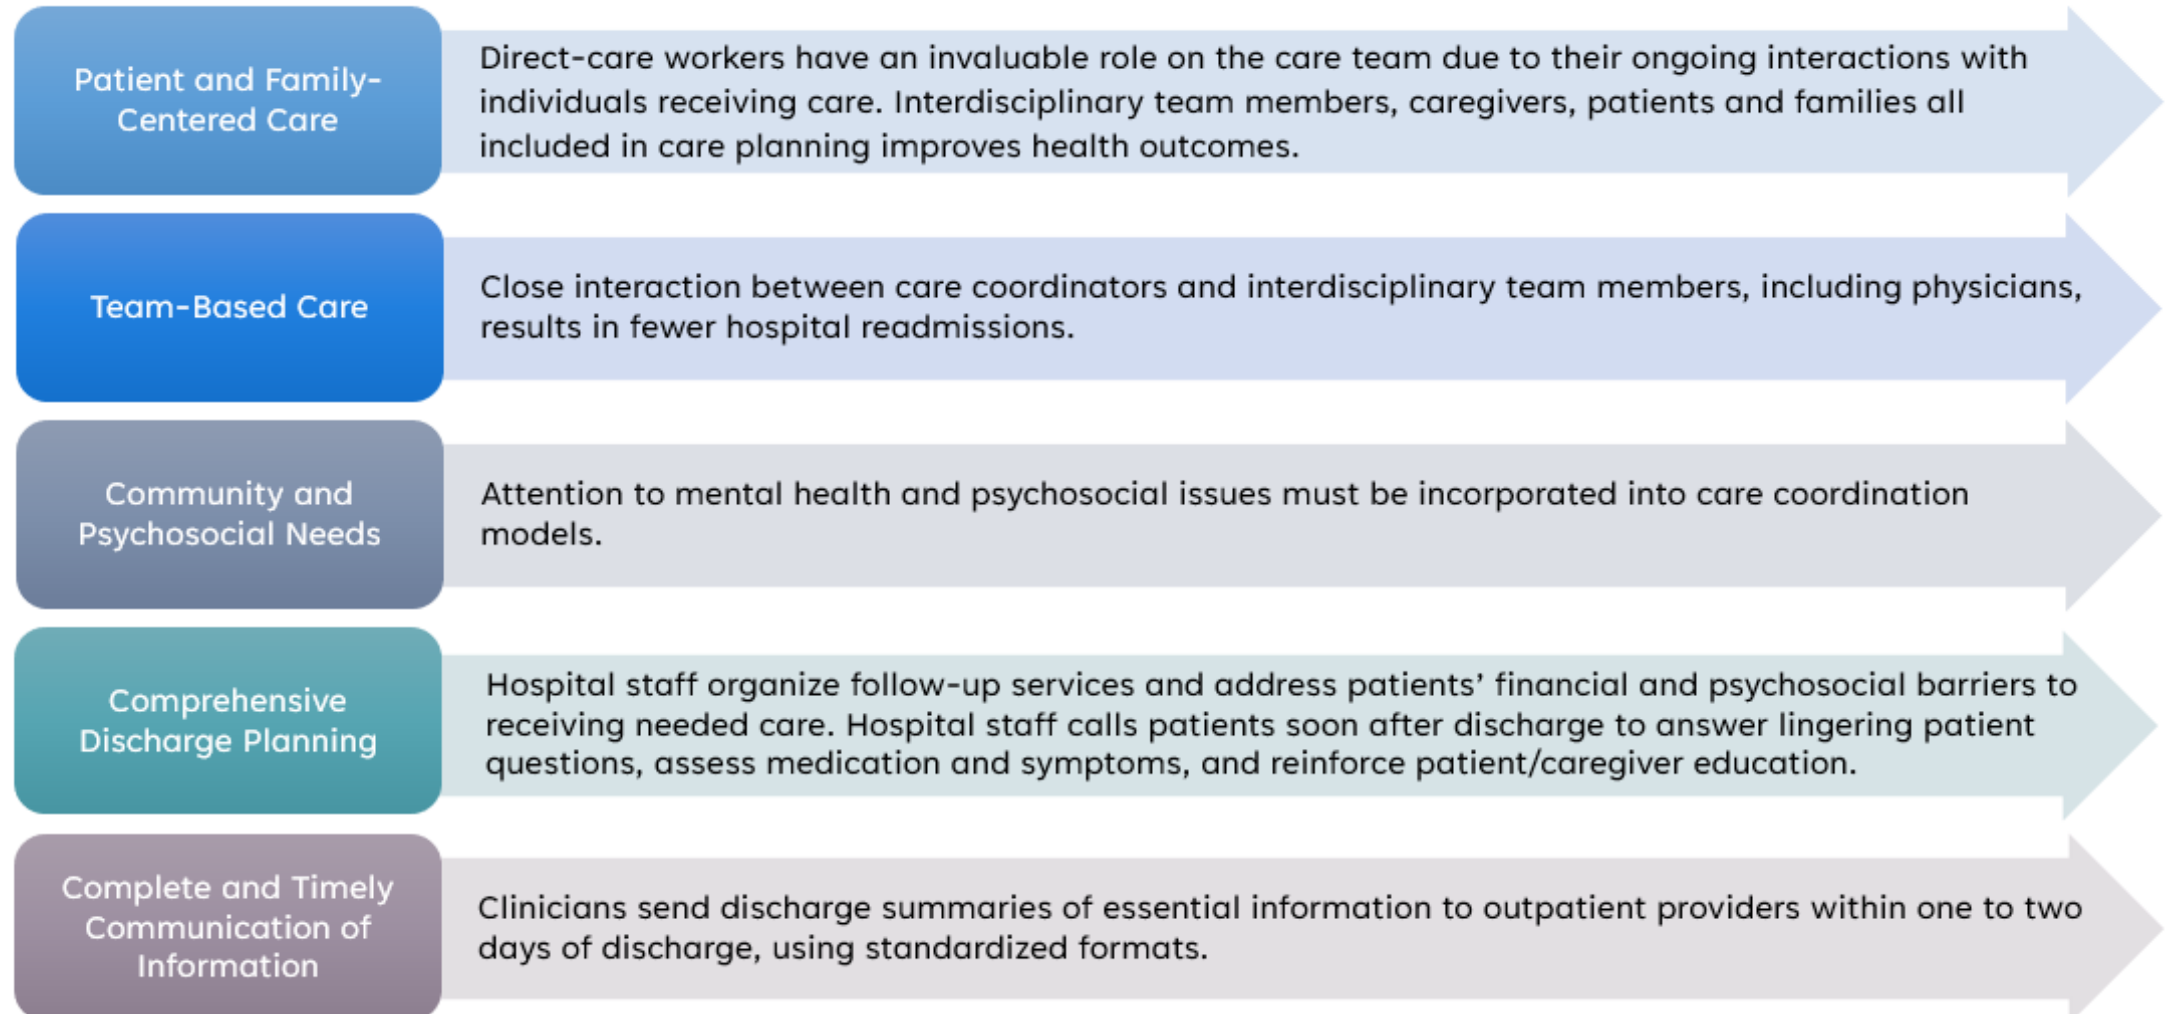 Patient and Family-
Centered Care
Direct-care workers have an invaluable role on the care team due to their ongoing interactions with
individuals receiving care. Interdisciplinary team members, caregivers, patients and families all
included in care planning improves health outcomes.
Team-Based Care
Close interaction between care coordinators and interdisciplinary team members, including physicians,
results in fewer hospital readmissions.
Community and
Psychosocial Needs
Attention to mental health and psychosocial issues must be incorporated into care coordination
models.
Comprehensive
Discharge Planning
Hospital staff organize follow-up services and address patients’ financial and psychosocial barriers to
receiving needed care. Hospital staff calls patients soon after discharge to answer lingering patient
questions, assess medication and symptoms, and reinforce patient/caregiver education.
Complete and Timely
Communication of
Information
Clinicians send discharge summaries of essential information to outpatient providers within one to two
days of discharge, using standardized formats.